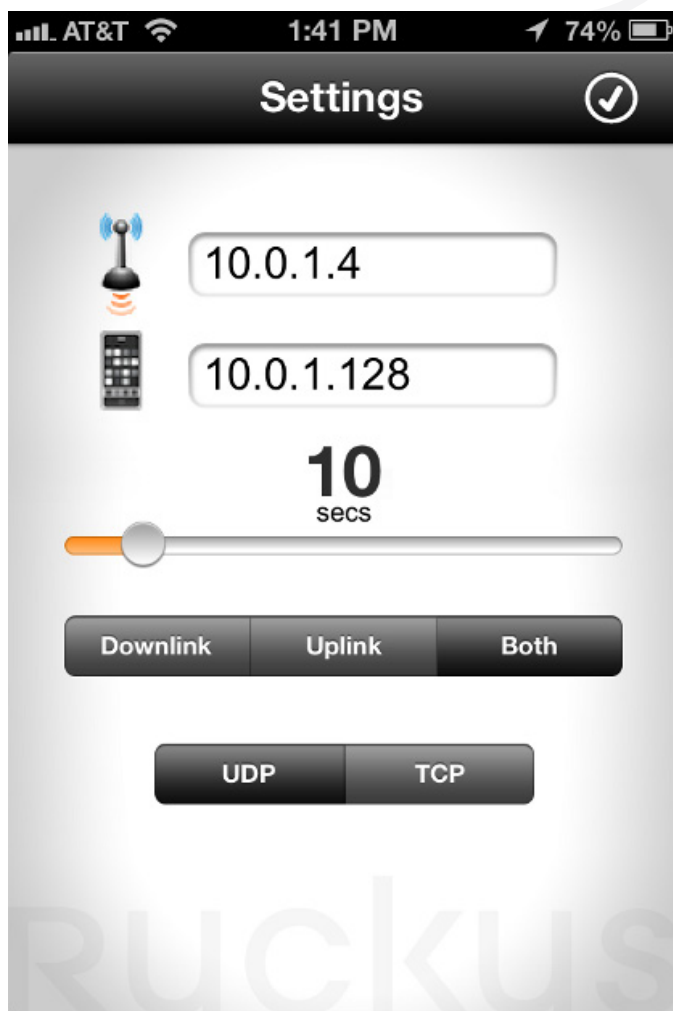 AT&T 1:41 PM 74%
Settings
10.0.1.4
10.0.1.128
10
secs
Downlink Uplink Both
UDP TCP
RUCKUS